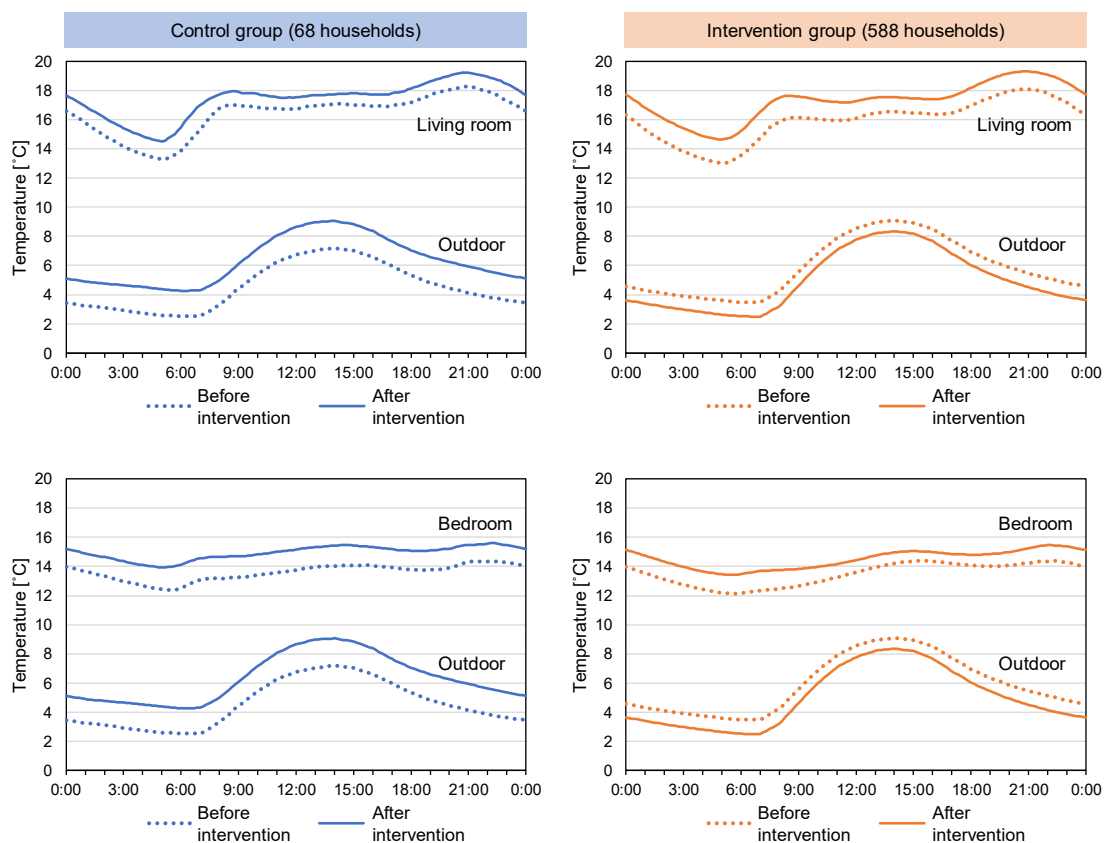 Control group (68 households)
Intervention group (588 households)
Temperature [˚C]
20
18
16
14
12
10
8
6
4
2
0
Living room
Outdoor
0:00 3:00 6:00 9:00 12:00 15:00 18:00 21:00 0:00
Before intervention
After intervention
Temperature [˚C]
20
18
16
14
12
10
8
6
4
2
0
Living room
Outdoor
0:00 3:00 6:00 9:00 12:00 15:00 18:00 21:00 0:00
Before intervention
After intervention
Temperature [˚C]
20
18
16
14
12
10
8
6
4
2
0
Bedroom
Outdoor
0:00 3:00 6:00 9:00 12:00 15:00 18:00 21:00 0:00
Before intervention
After intervention
Temperature [˚C]
20
18
16
14
12
10
8
6
4
2
0
Bedroom
Outdoor
0:00 3:00 6:00 9:00 12:00 15:00 18:00 21:00 0:00
Before intervention
After intervention